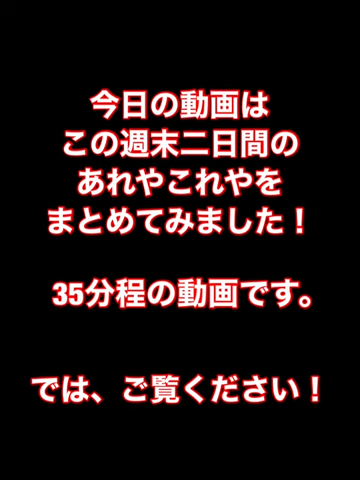 今日の動画は
この週末二日間の
あれやこれやを
まとめてみました！
35分程の動画です。
では、ご覧ください！